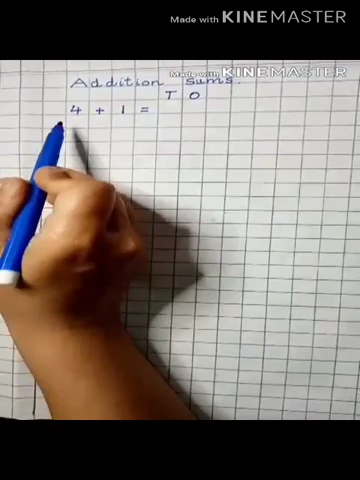 Made with KINEMASTER
Made with KINEMASTER
Addition Sums.
T O
4 + 1 =